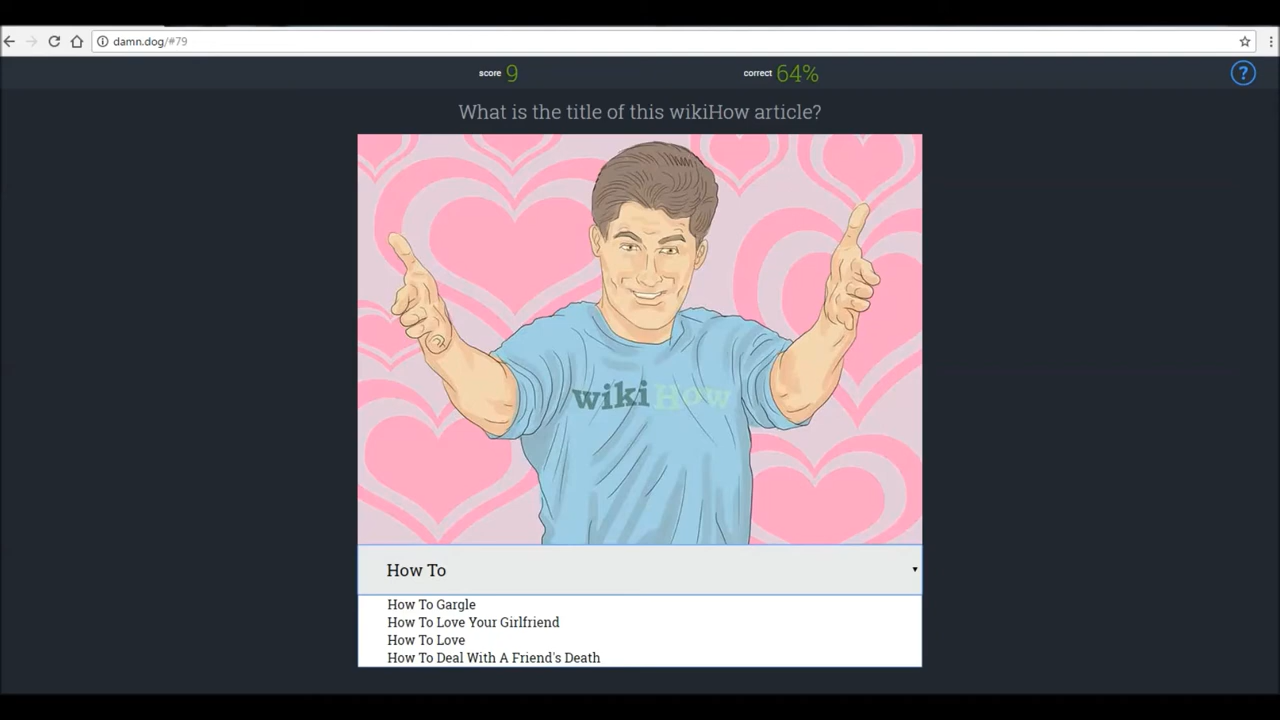 damn.dog/#79
score 9
correct 64%
?
What is the title of this wikiHow article?
wikiHow
How To
How To Gargle
How To Love Your Girlfriend
How To Love
How To Deal With A Friend's Death